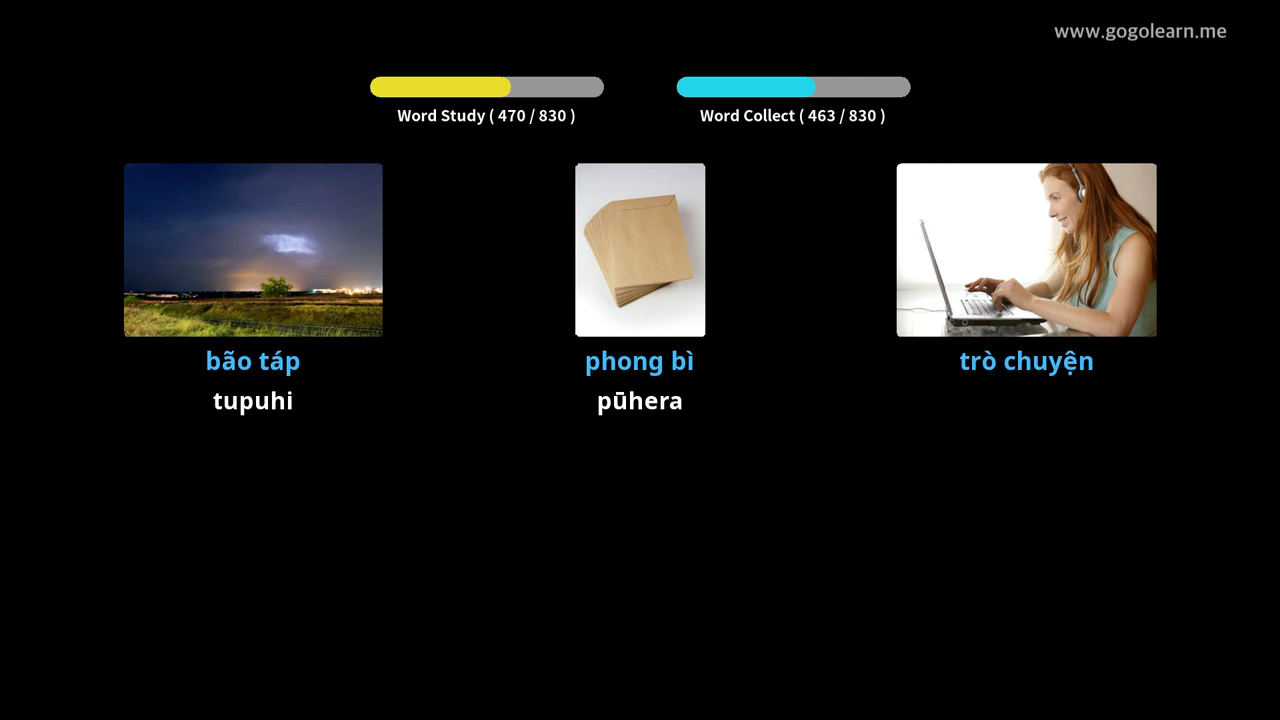 www.gogolearn.me
Word Study ( 470 / 830 )
Word Collect ( 463 / 830 )
bão táp
phong bì
trò chuyện
tupuhi
pūhera